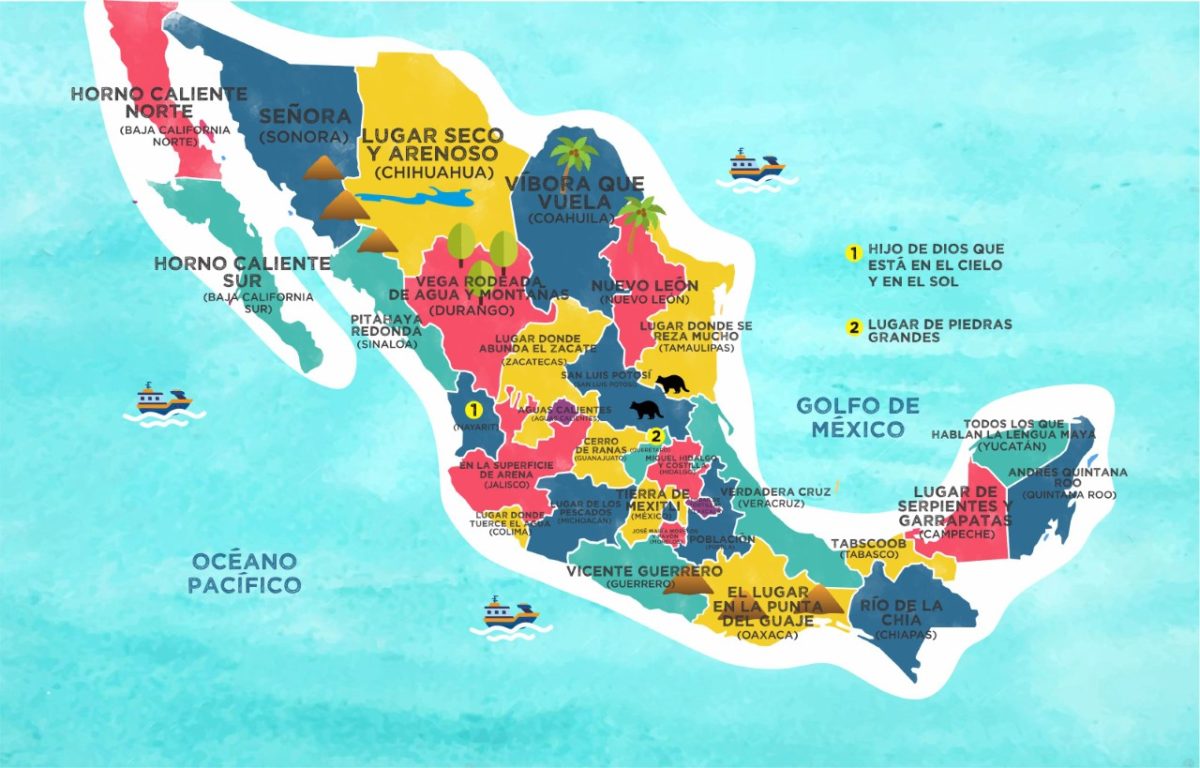 HORNO CALIENTE
NORTE
(BAJA CALIFORNIA
NORTE)
SEÑORA
(SONORA)
LUGAR SECO
Y ARENOSO
(CHIHUAHUA)
VÍBORA QUE
VUELA
(COAHUILA)
HORNO CALIENTE
SUR
(BAJA CALIFORNIA
SUR)
PITAHAYA
REDONDA
(SINALOA)
VEGA RODEADA
DE AGUA Y MONTAÑAS
(DURANGO)
NUEVO LEÓN
(NUEVO LEÓN)
LUGAR DONDE SE
REZA MUCHO
(TAMAULIPAS)
LUGAR DONDE
ABUNDA EL ZACATE
(ZACATECAS)
SAN LUIS POTOSÍ
(SAN LUIS POTOSÍ)
1 HIJO DE DIOS QUE
ESTÁ EN EL CIELO
Y EN EL SOL
2 LUGAR DE PIEDRAS
GRANDES
1
(NAYARIT)
AGUAS CALIENTES
(AGUAS CALIENTES)
2
(QUERÉTARO)
CERRO
DE RANAS
(GUANAJUATO)
MIGUEL HIDALGO
Y COSTILLA
(HIDALGO)
EN LA SUPERFICIE
DE ARENA
(JALISCO)
LUGAR DONDE
TUERCE EL AGUA
(COLIMA)
LUGAR DE LOS
PESCADOS
(MICHOACÁN)
TIERRA DE
MEXITLI
(MÉXICO)
JOSÉ MARÍA MORELOS
Y PAVÓN
(MORELOS)
POBLACIÓN
(PUEBLA)
VERDADERA CRUZ
(VERACRUZ)
VICENTE GUERRERO
(GUERRERO)
EL LUGAR
EN LA PUNTA
DEL GUAJE
(OAXACA)
TABSCOOB
(TABASCO)
RÍO DE LA
CHÍA
(CHIAPAS)
LUGAR DE
SERPIENTES Y
GARRAPATAS
(CAMPECHE)
TODOS LOS QUE
HABLAN LA LENGUA MAYA
(YUCATÁN)
ANDRÉS QUINTANA
ROO
(QUINTANA ROO)
GOLFO DE
MÉXICO
OCÉANO
PACÍFICO